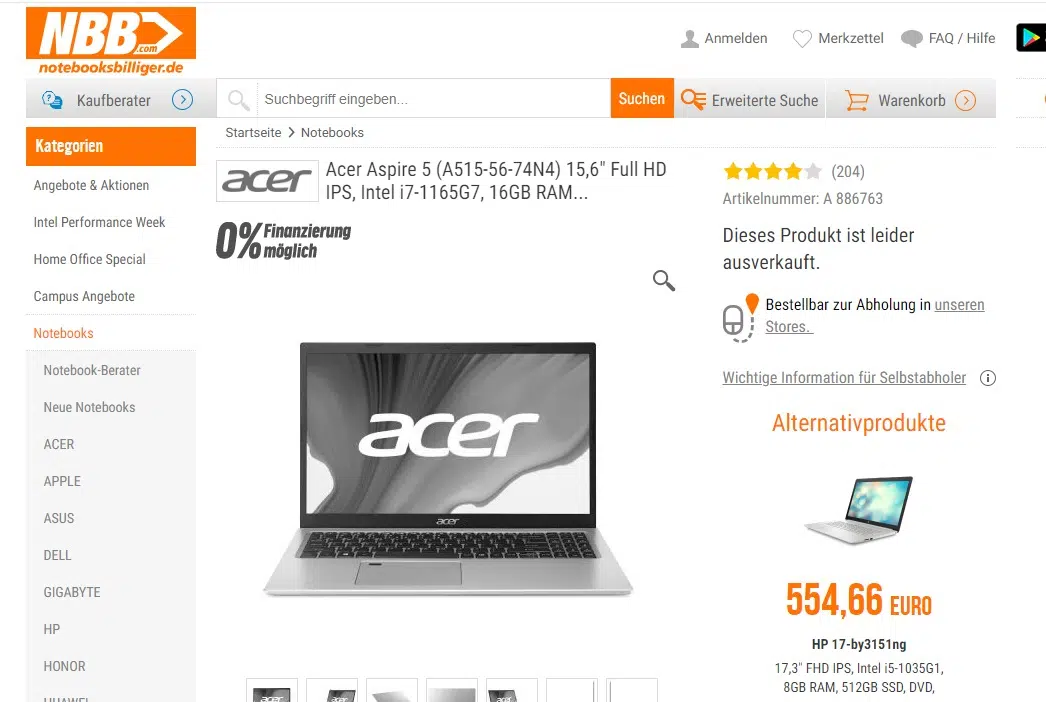 NBB.com
notebooksbilliger.de
Anmelden
Merkzettel
FAQ / Hilfe
Kaufberater
Suchbegriff eingeben...
Suchen
Erweiterte Suche
Warenkorb
Startseite > Notebooks
Kategorien
Angebote & Aktionen
Intel Performance Week
Home Office Special
Campus Angebote
Notebooks
Notebook-Berater
Neue Notebooks
ACER
APPLE
ASUS
DELL
GIGABYTE
HP
HONOR
HUAWEI
acer
Acer Aspire 5 (A515-56-74N4) 15,6" Full HD
IPS, Intel i7-1165G7, 16GB RAM...
0% Finanzierung
möglich
acer
acer
(204)
Artikelnummer: A 886763
Dieses Produkt ist leider
ausverkauft.
Bestellbar zur Abholung in unseren
Stores.
Wichtige Information für Selbstabholer
Alternativprodukte
554,66 EURO
HP 17-by3151ng
17,3" FHD IPS, Intel i5-1035G1,
8GB RAM, 512GB SSD, DVD,